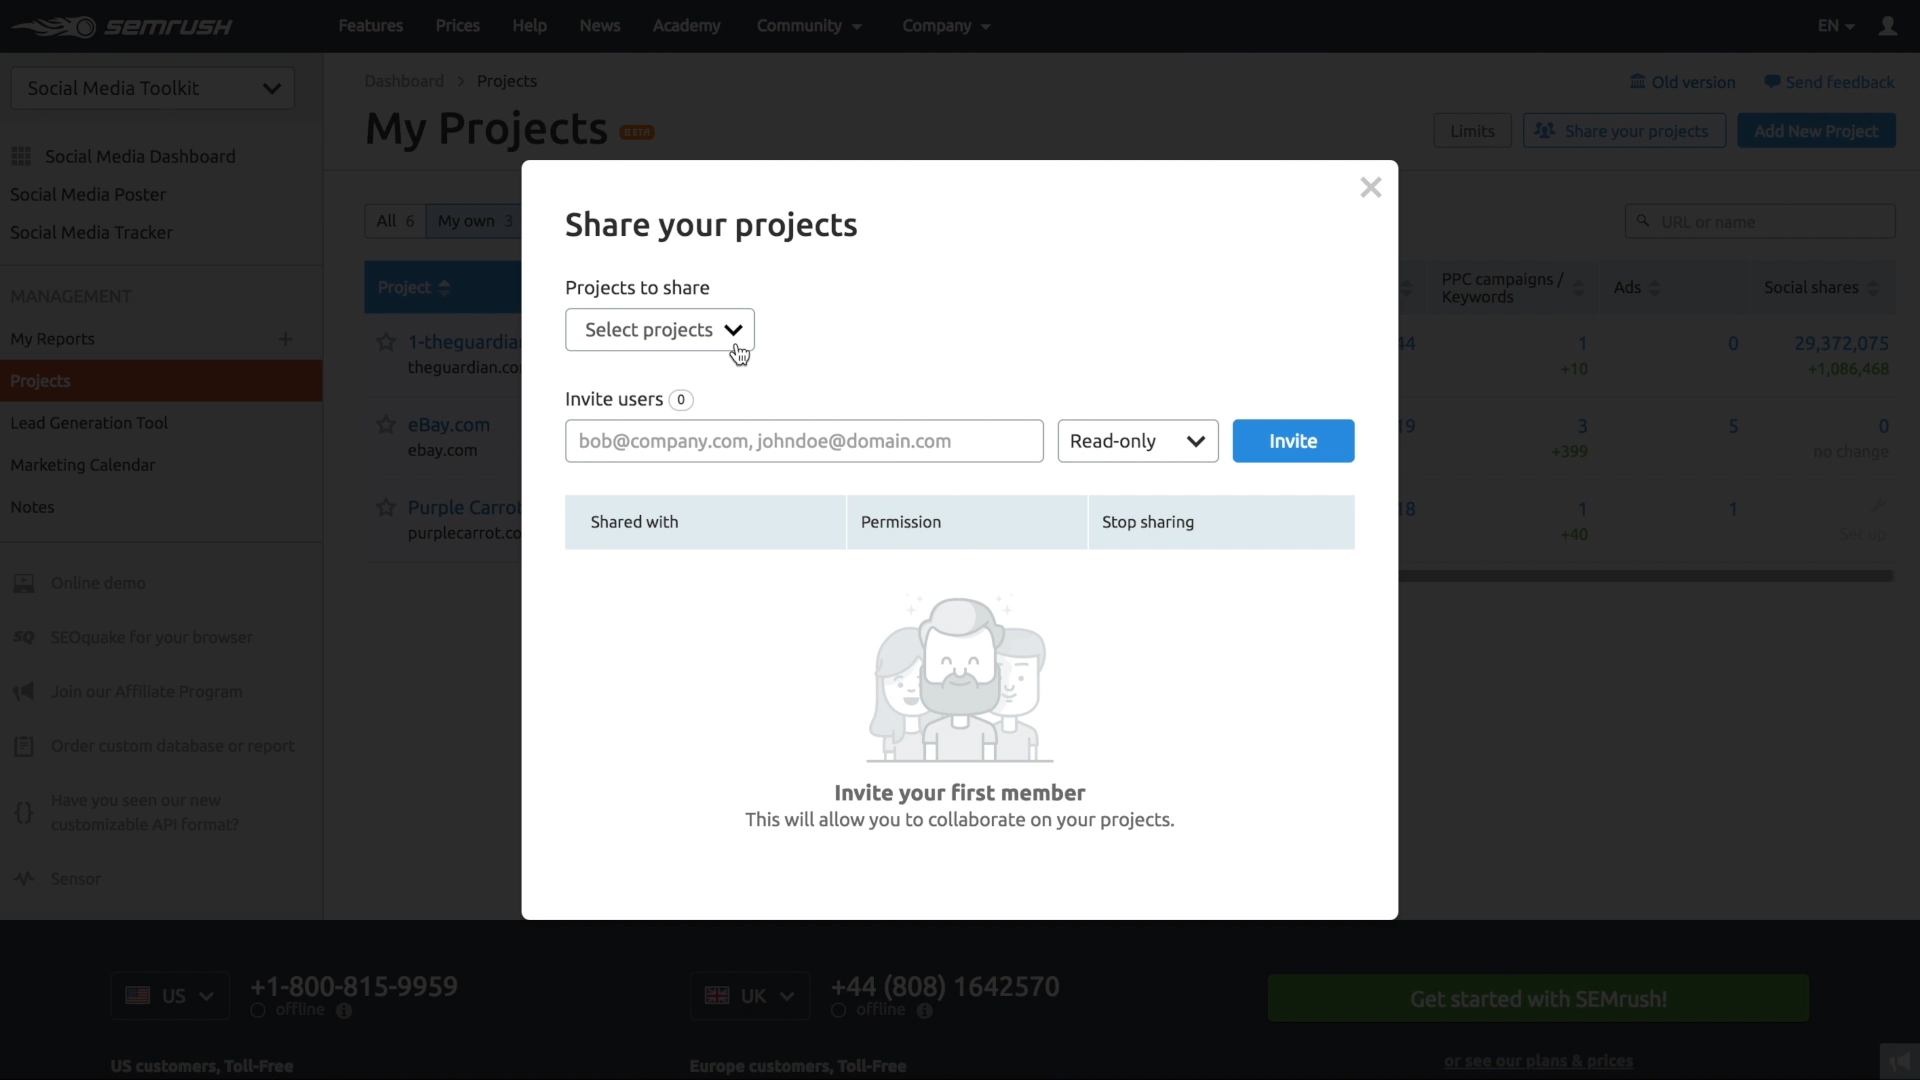 SEMRUSH
Features
Prices
Help
News
Academy
Community
Company
EN
Social Media Toolkit
Social Media Dashboard
Social Media Poster
Social Media Tracker
MANAGEMENT
My Reports
Projects
Lead Generation Tool
Marketing Calendar
Notes
Online demo
SQ SEOquake for your browser
Join our Affiliate Program
Order custom database or report
Have you seen our new
customizable API format?
Sensor
Dashboard > Projects
Old version
Send feedback
My Projects BETA
Limits
Share your projects
Add New Project
All 6
My own 3
URL or name
Project
PPC campaigns /
Keywords
Ads
Social shares
1-theguardia
theguardian.co
44
1
+10
0
29,372,075
+1,086,468
eBay.com
ebay.com
19
3
+399
5
0
no change
Purple Carrot
purplecarrot.co
18
1
+40
1
Set up
Share your projects
Projects to share
Select projects
Invite users 0
bob@company.com, johndoe@domain.com
Read-only
Invite
Shared with
Permission
Stop sharing
Invite your first member
This will allow you to collaborate on your projects.
US
+1-800-815-9959
offline
US customers, Toll-Free
UK
+44 (808) 1642570
offline
Europe customers, Toll-Free
Get started with SEMrush!
or see our plans & prices